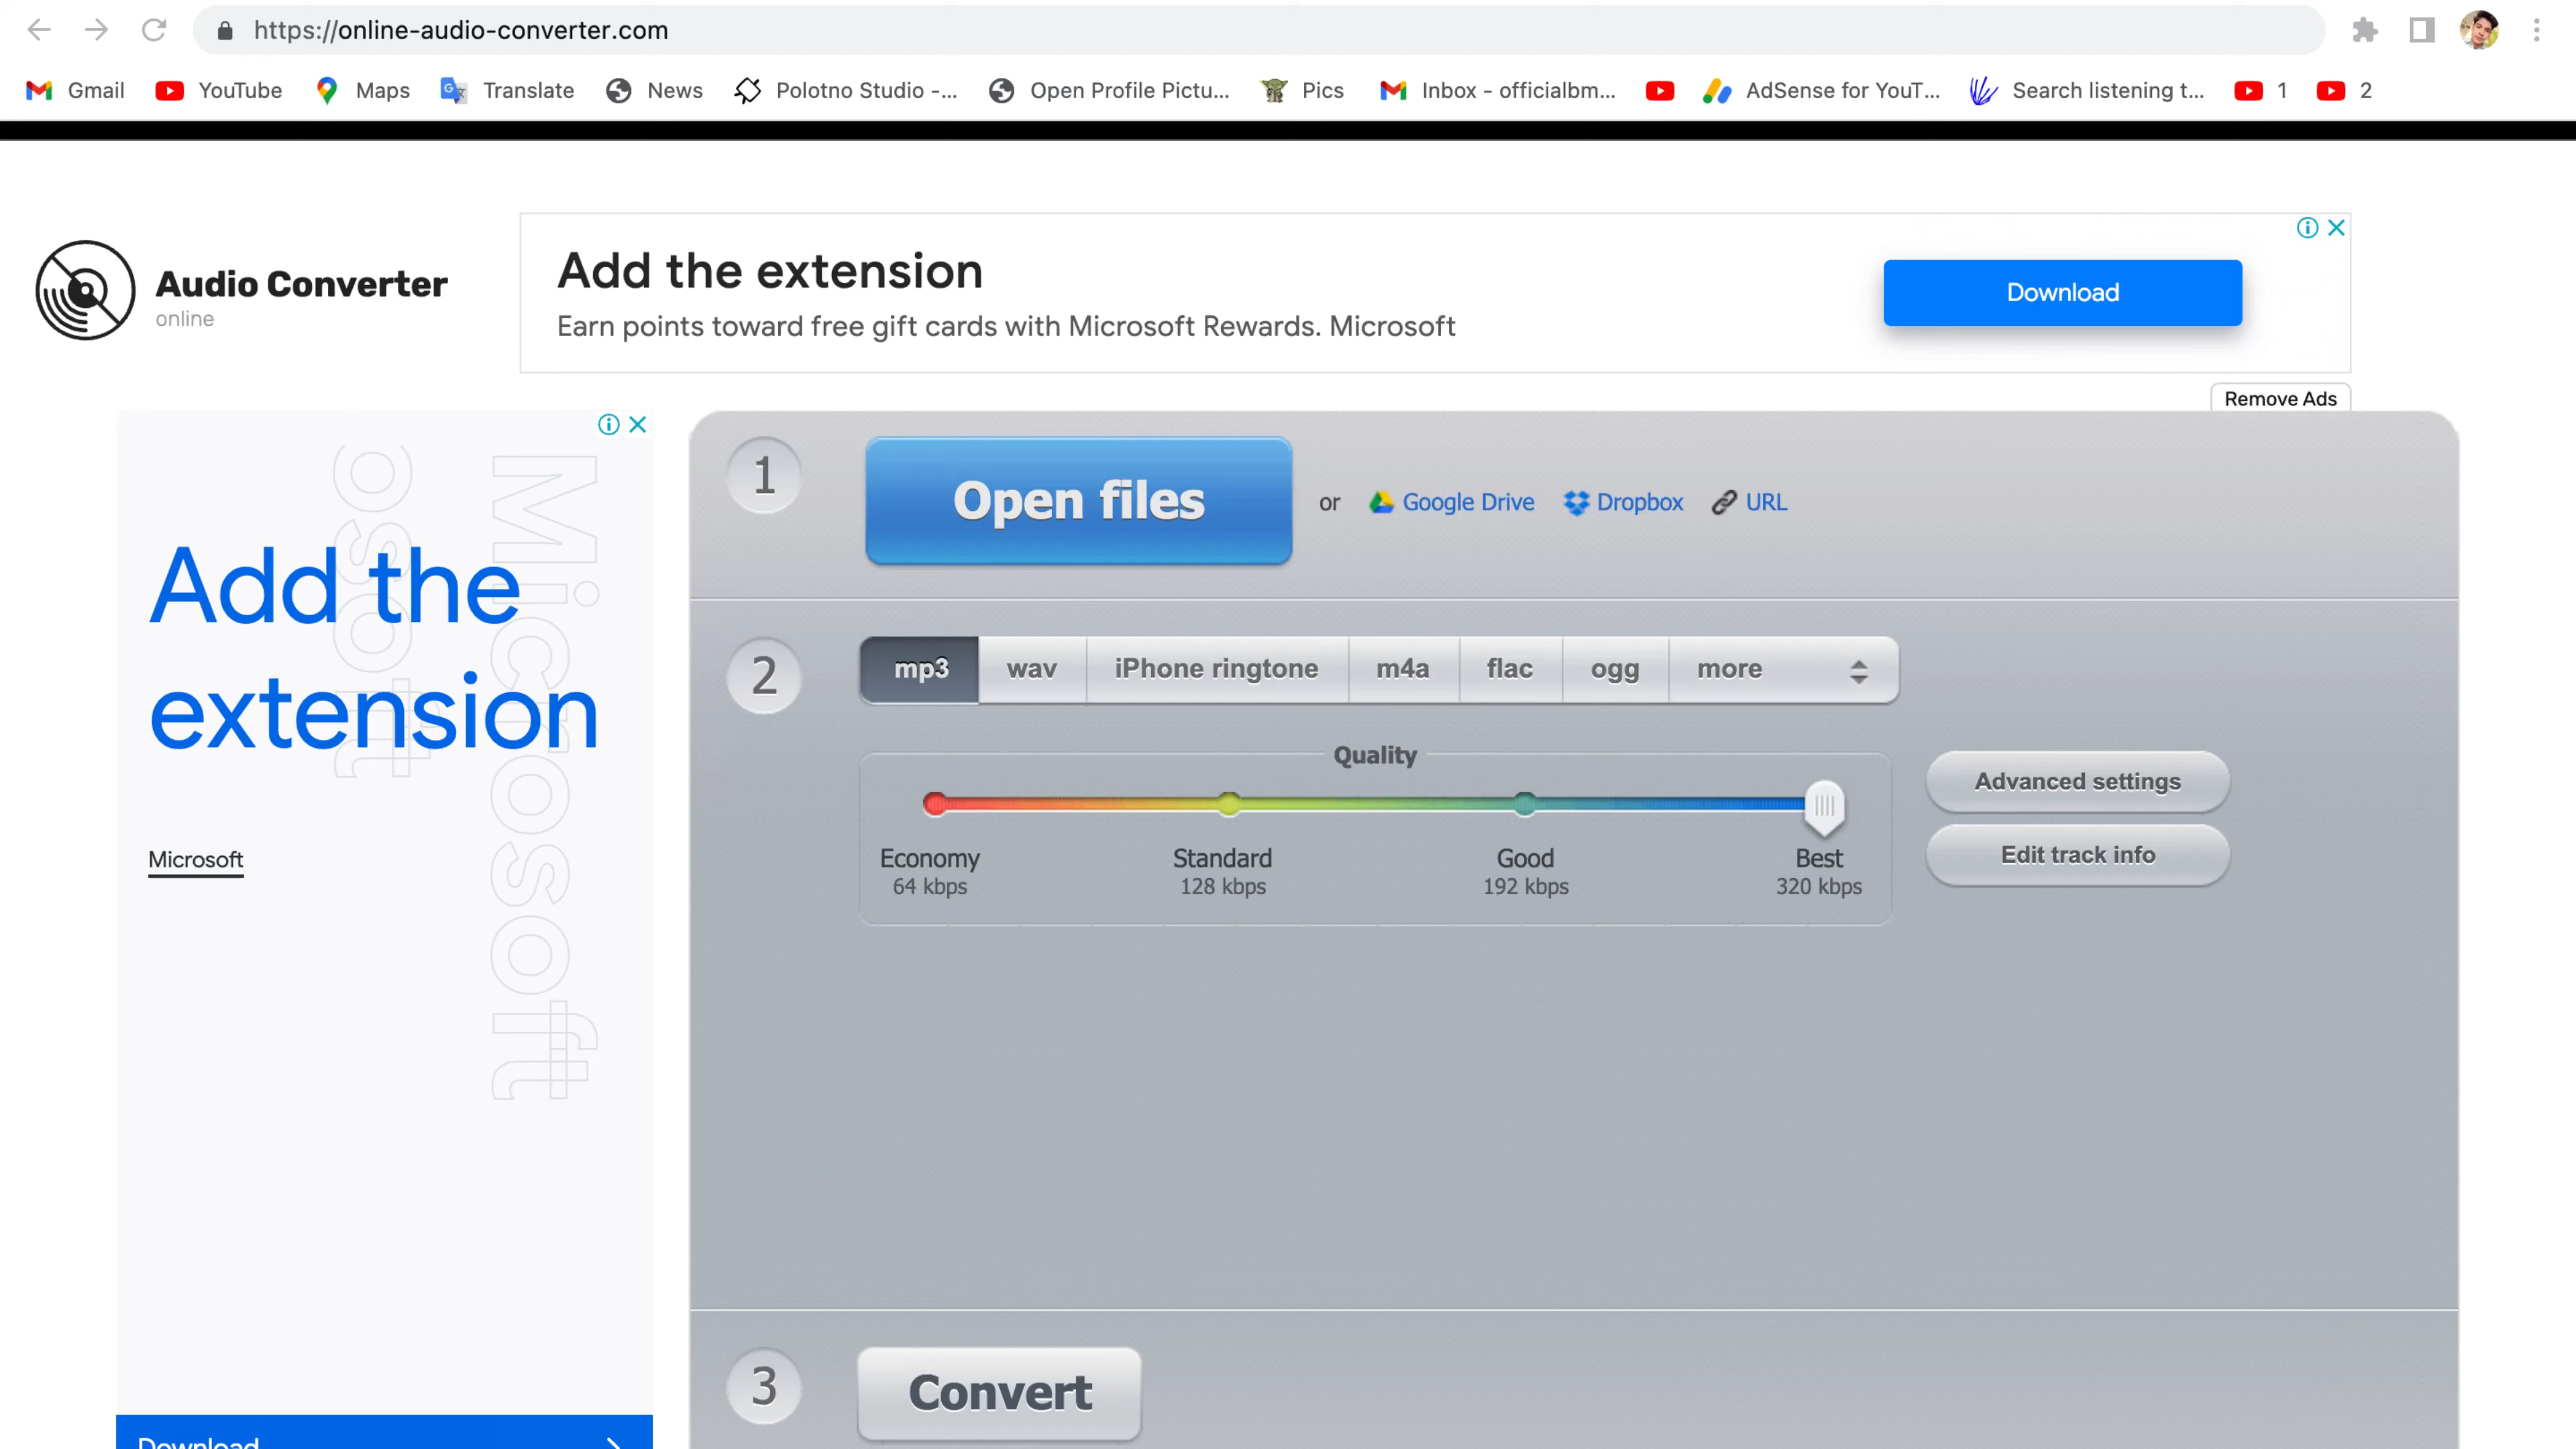 https://online-audio-converter.com
Gmail YouTube Maps Translate News Polotno Studio -... Open Profile Pictu... Pics Inbox - officialbm... AdSense for YouT... Search listening t... 1 2
Audio Converter
online
Add the extension
Earn points toward free gift cards with Microsoft Rewards. Microsoft
Download
Remove Ads
Microsoft
Add the
extension
Microsoft
Download
1
Open files
or Google Drive Dropbox URL
2
mp3 wav iPhone ringtone m4a flac ogg more
Quality
Economy Standard Good Best
64 kbps 128 kbps 192 kbps 320 kbps
Advanced settings
Edit track info
3
Convert